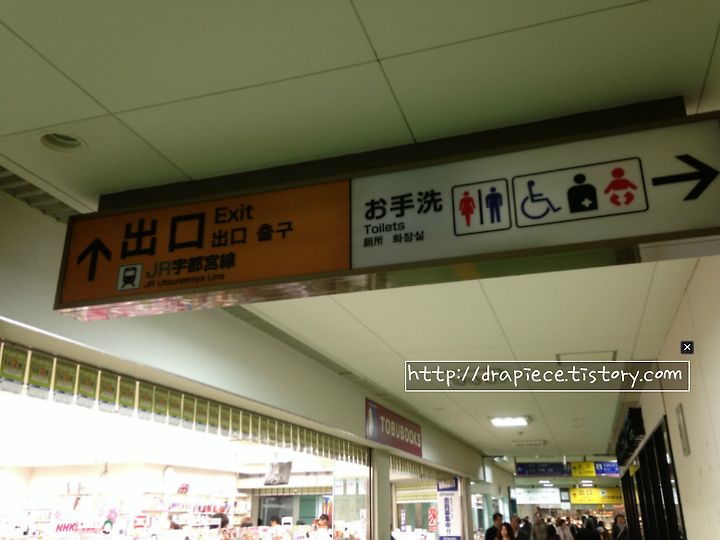 出口 Exit
出口 출구
JR宇都宮線
JR Utsunomiya Line
お手洗
Toilets
厠所 화장실
http://drapiece.tistory.com
TOBUBOOKS
NHK